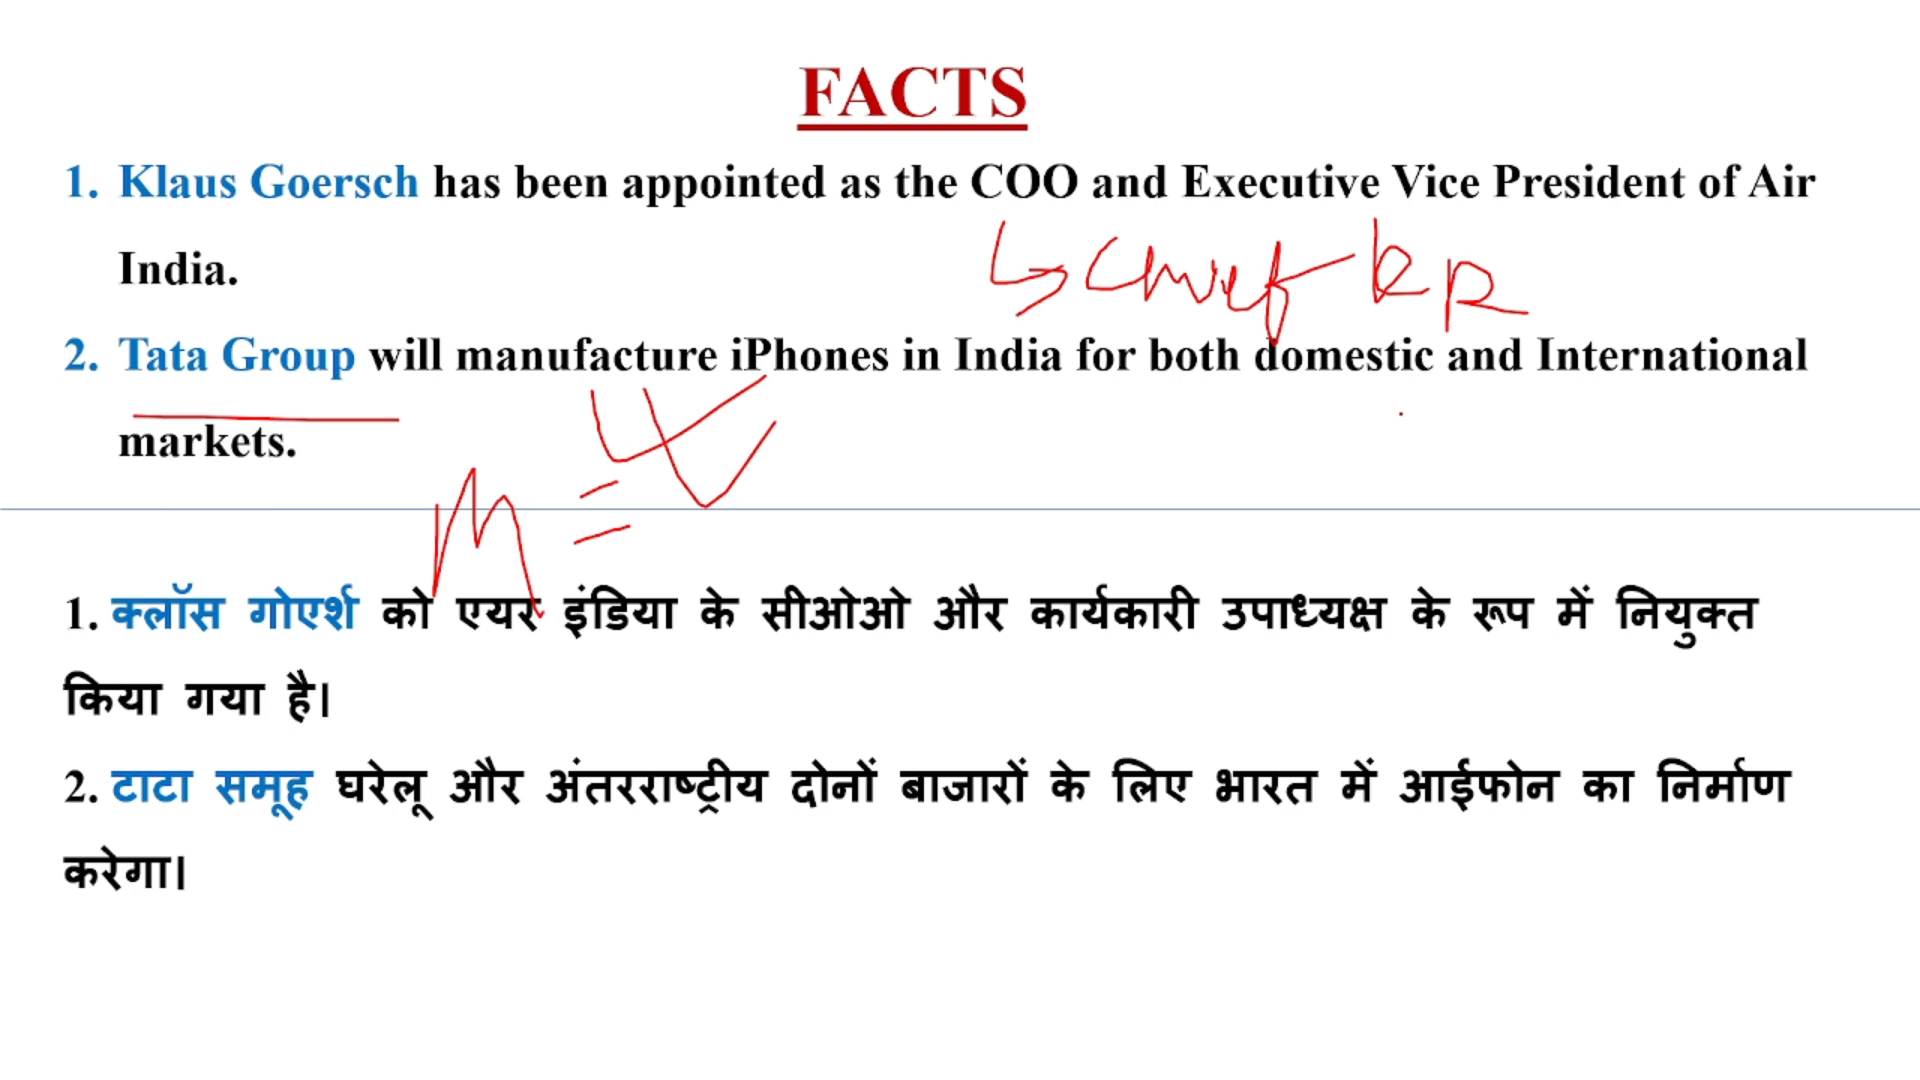 FACTS
1. Klaus Goersch has been appointed as the COO and Executive Vice President of Air
India.
Chief
2. Tata Group will manufacture iPhones in India for both domestic and International
markets.
1. क्लॉस गोएर्श को एयर इंडिया के सीओओ और कार्यकारी उपाध्यक्ष के रूप में नियुक्त
किया गया है।
2. टाटा समूह घरेलू और अंतरराष्ट्रीय दोनों बाजारों के लिए भारत में आईफोन का निर्माण
करेगा।